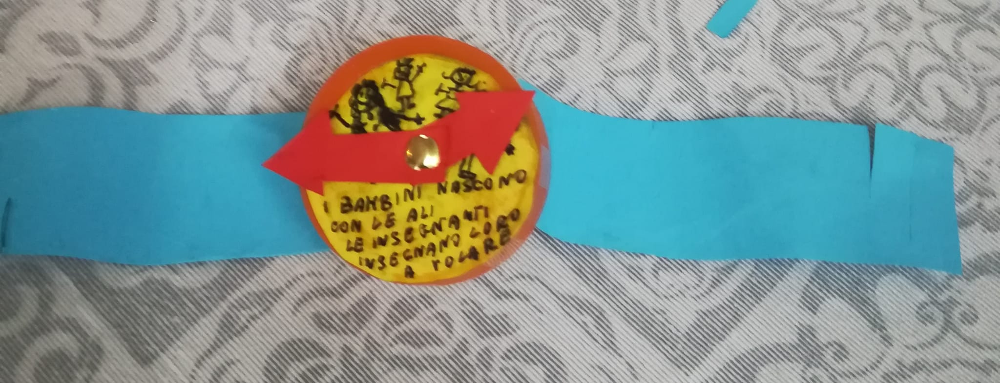 I BAMBINI NASCONO
CON LE ALI
LE INSEGNANTI
INSEGNANO LORO
A VOLARE